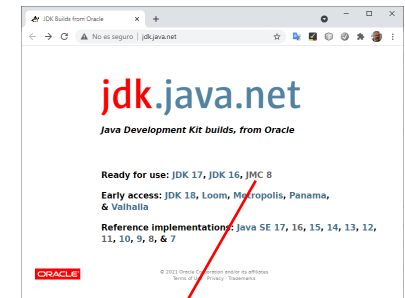 JDK Builds from Oracle
No es seguro | jdk.java.net
jdk.java.net
Java Development Kit builds, from Oracle
Ready for use: JDK 17, JDK 16, JMC 8
Early access: JDK 18, Loom, Metropolis, Panama,
& Valhalla
Reference implementations: Java SE 17, 16, 15, 14, 13, 12,
11, 10, 9, 8, & 7
ORACLE
© 2021 Oracle Corporation and/or its affiliates
Terms of Use · Privacy · Trademarks